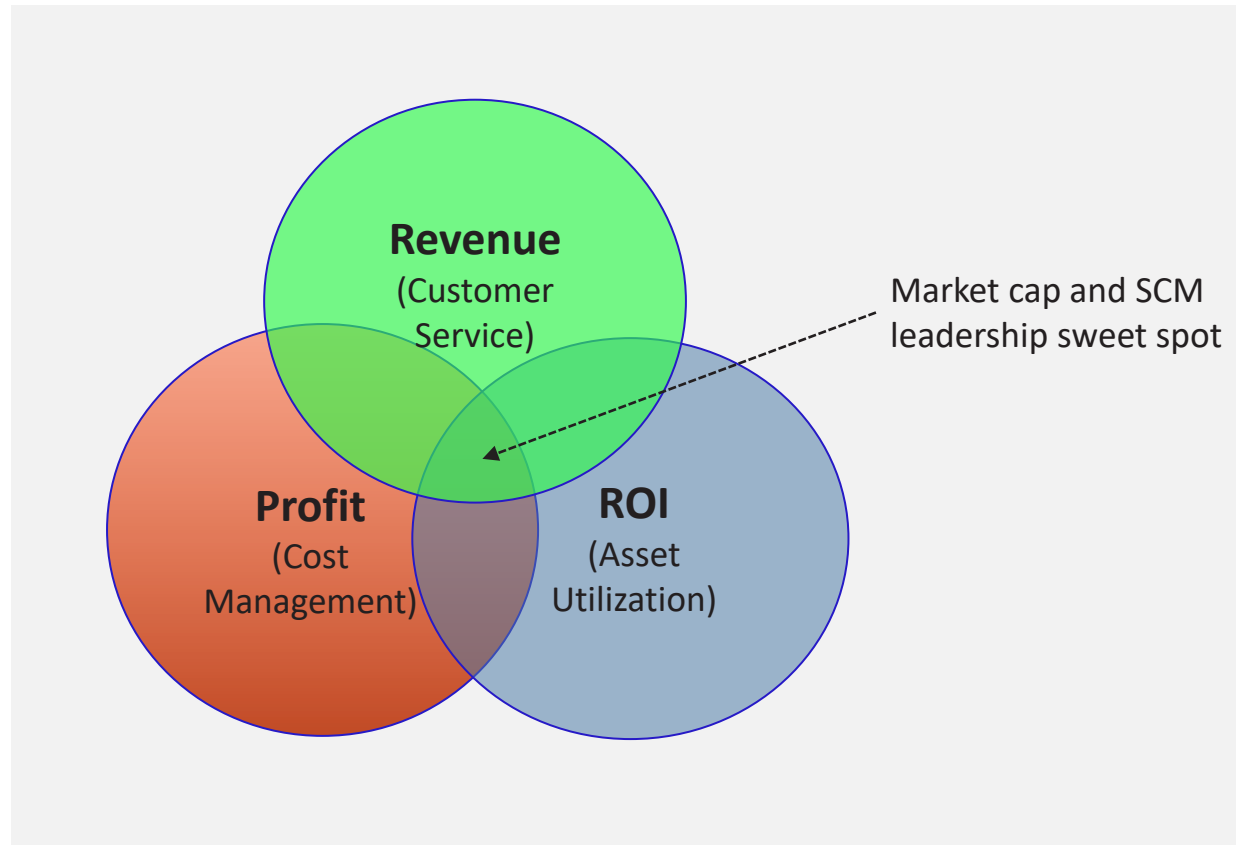 Revenue
(Customer
Service)
Market cap and SCM
leadership sweet spot
Profit
(Cost
Management)
ROI
(Asset
Utilization)